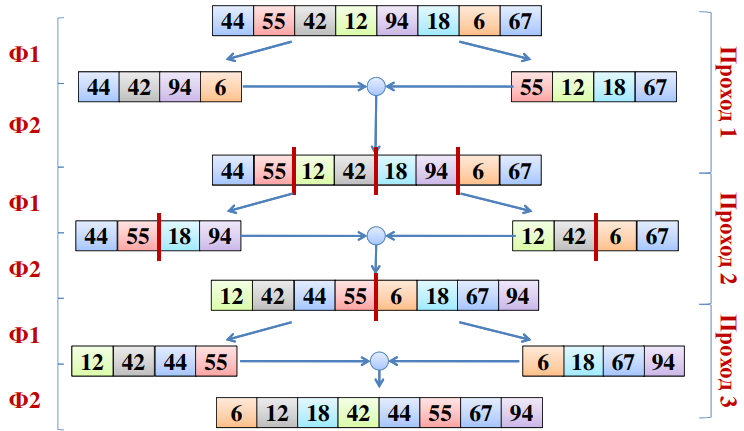 44 55 42 12 94 18 6 67
Ф1
44 42 94 6
55 12 18 67
Проход 1
Ф2
44 55 12 42 18 94 6 67
Ф1
44 55 18 94
12 42 6 67
Проход 2
Ф2
12 42 44 55 6 18 67 94
Ф1
12 42 44 55
6 18 67 94
Проход 3
Ф2
6 12 18 42 44 55 67 94